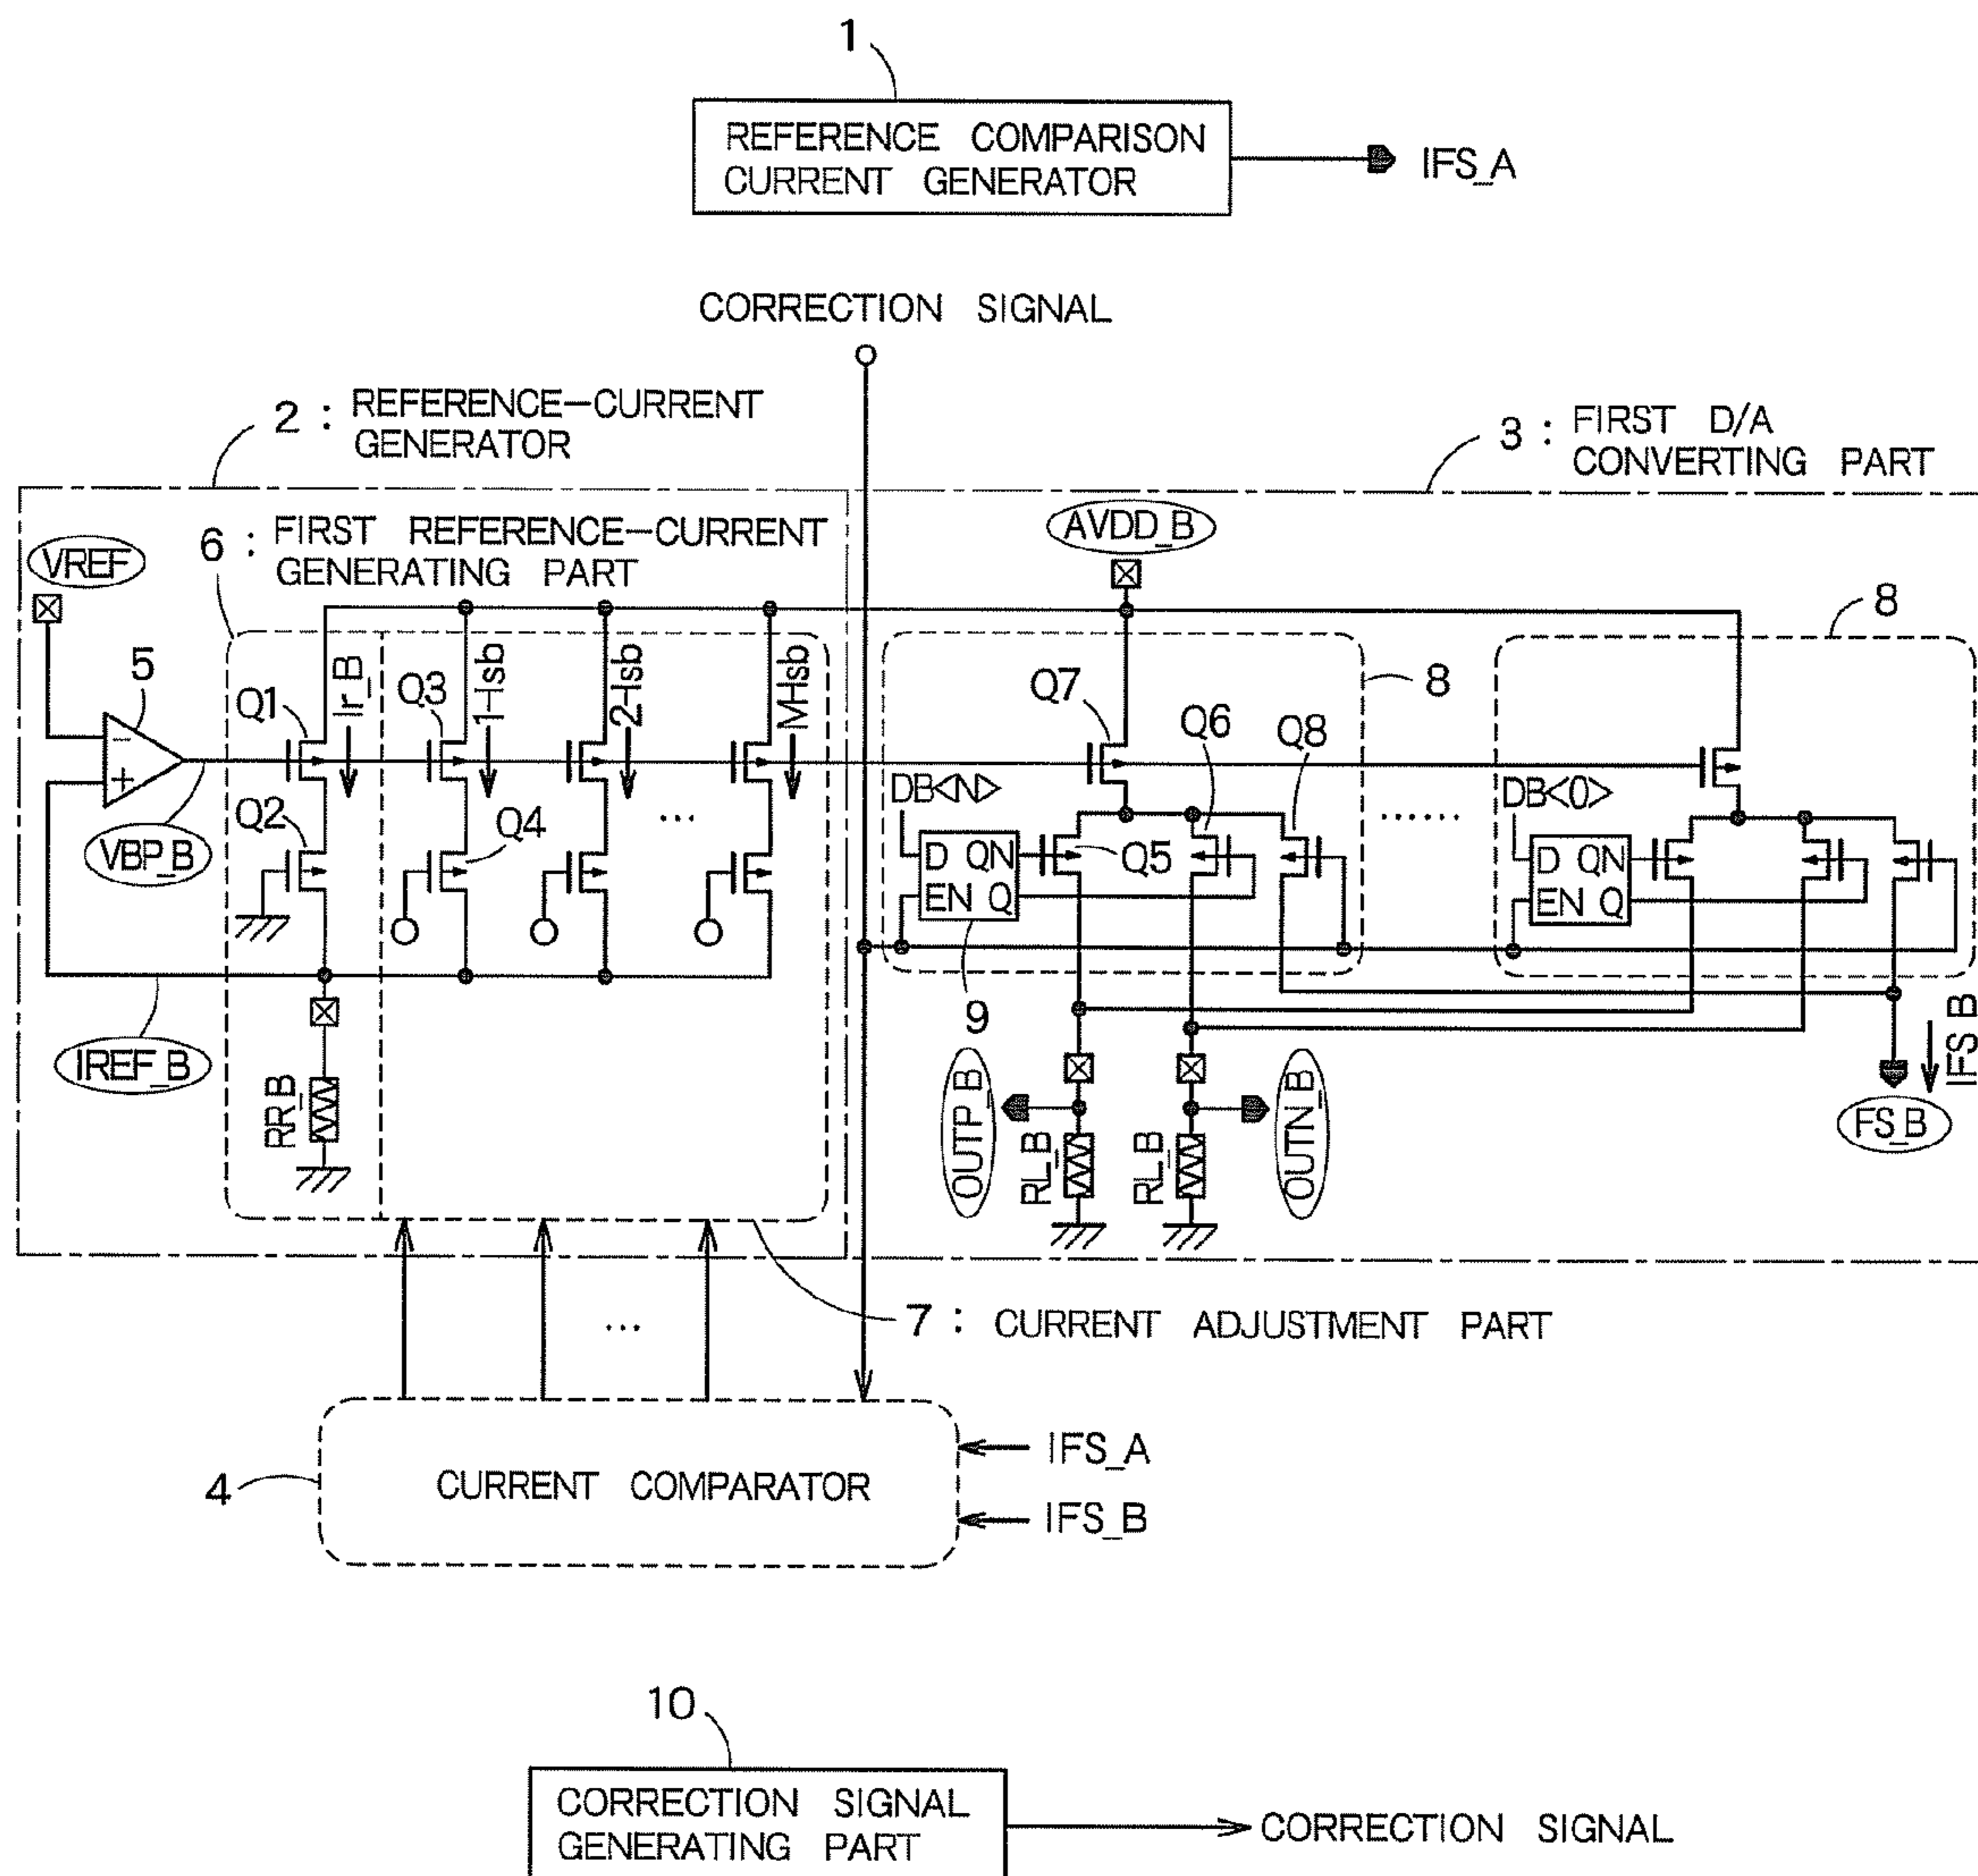 1
REFERENCE COMPARISON
CURRENT GENERATOR
IFS_A
CORRECTION SIGNAL
2 : REFERENCE-CURRENT
GENERATOR
3 : FIRST D/A
CONVERTING PART
6 : FIRST REFERENCE-CURRENT
GENERATING PART
VREF
AVDD_B
8
5
Q1
Ir_B
Q3
1-Isb
2-Isb
M-Isb
Q7
Q6
Q8
8
-
+
VBP_B
Q2
Q4
...
DB<N>
D QN
EN Q
Q5
......
DB<0>
D QN
EN Q
9
IREF_B
RR_B
OUTP_B
RL_B
RL_B
OUTN_B
IFS_B
FS_B
...
7 : CURRENT ADJUSTMENT PART
4
CURRENT COMPARATOR
IFS_A
IFS_B
10
CORRECTION SIGNAL
GENERATING PART
CORRECTION SIGNAL